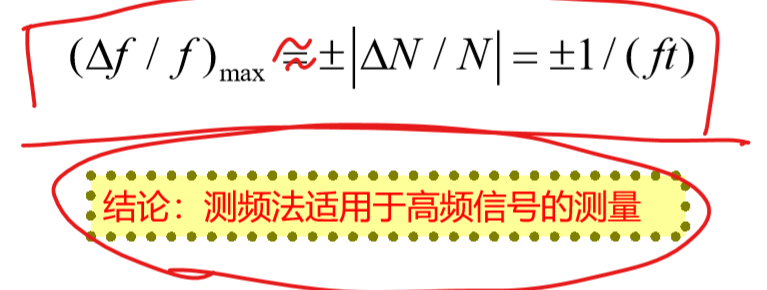 (Δf / f)max ≈ ±|ΔN / N| = ±1/(ft)
结论：测频法适用于高频信号的测量